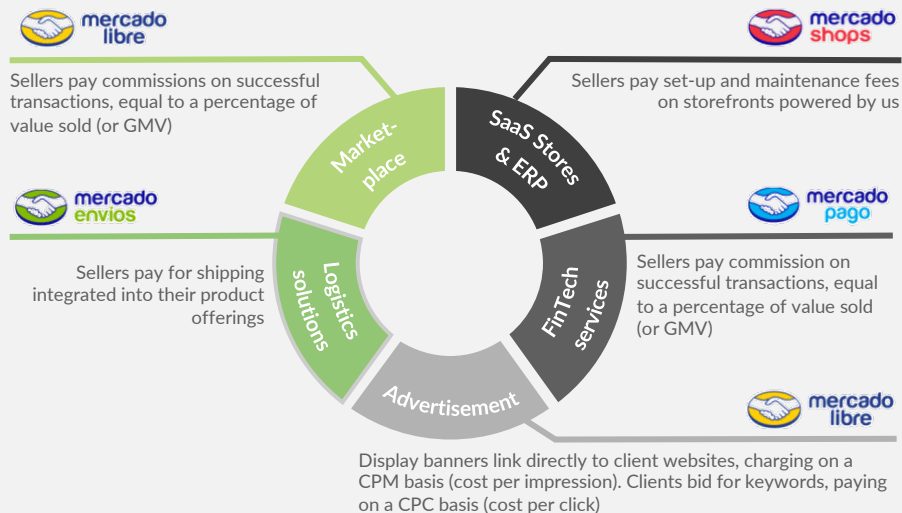 mercado
libre
Sellers pay commissions on successful
transactions, equal to a percentage of
value sold (or GMV)
mercado
shops
Sellers pay set-up and maintenance fees
on storefronts powered by us
Market-
place
SaaS Stores
& ERP
mercado
envios
Sellers pay for shipping
integrated into their product
offerings
Logistics
solutions
FinTech
services
mercado
pago
Sellers pay commission on
successful transactions, equal
to a percentage of value sold
(or GMV)
Advertisement
mercado
libre
Display banners link directly to client websites, charging on a
CPM basis (cost per impression). Clients bid for keywords, paying
on a CPC basis (cost per click)